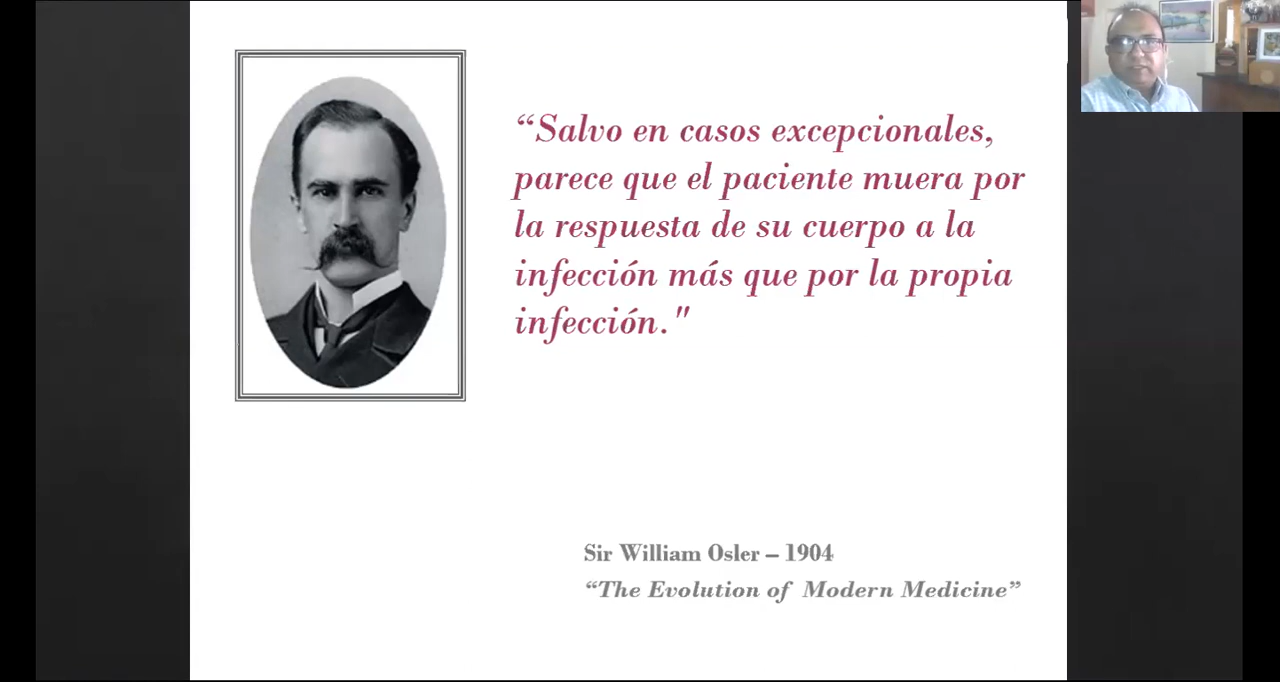 “Salvo en casos excepcionales,
parece que el paciente muera por
la respuesta de su cuerpo a la
infección más que por la propia
infección."
Sir William Osler – 1904
“The Evolution of Modern Medicine”